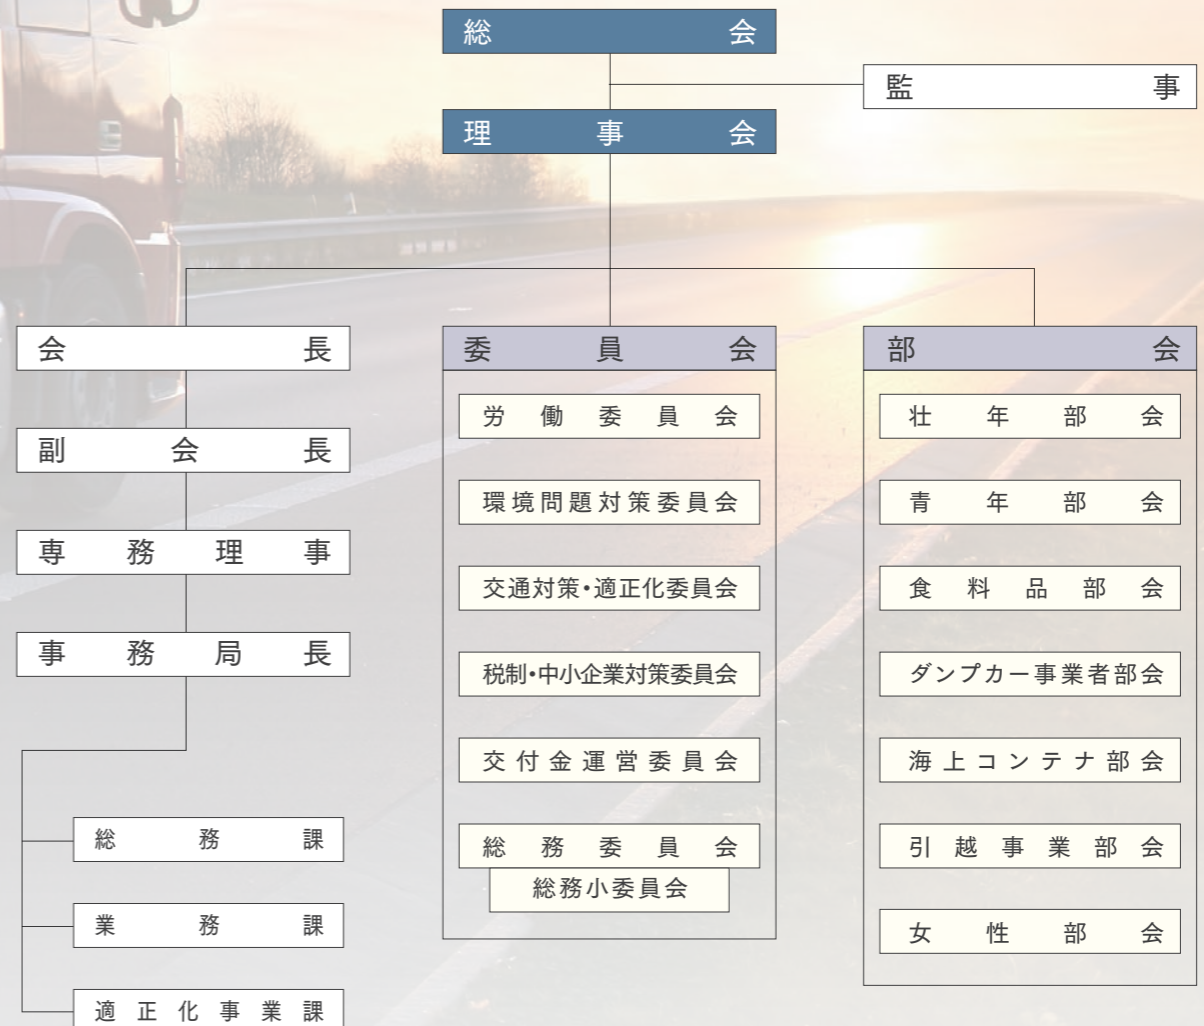 総会
監事
理事会
会長
副会長
専務理事
事務局長
総務課
業務課
適正化事業課
委員会
労働委員会
環境問題対策委員会
交通対策・適正化委員会
税制・中小企業対策委員会
交付金運営委員会
総務委員会
総務小委員会
部会
壮年部会
青年部会
食料品部会
ダンプカー事業者部会
海上コンテナ部会
引越事業部会
女性部会